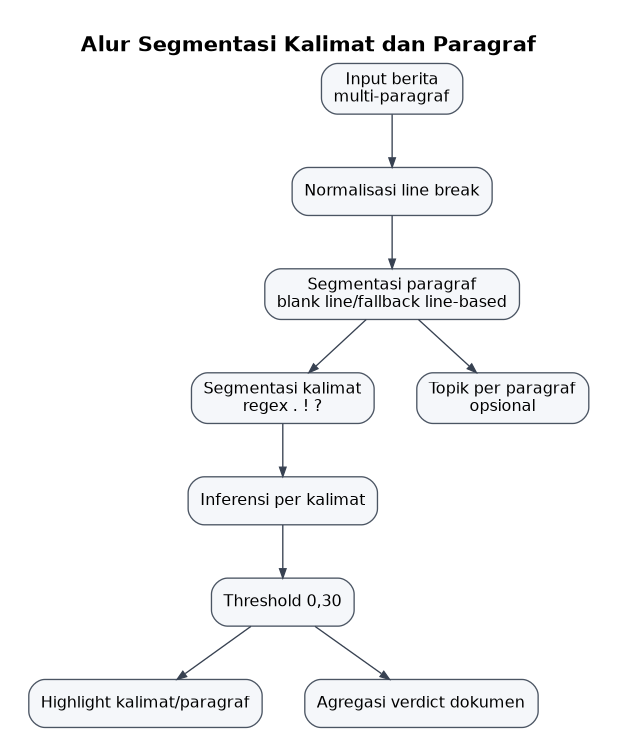 Alur Segmentasi Kalimat dan Paragraf
Input berita
multi-paragraf
Normalisasi line break
Segmentasi paragraf
blank line/fallback line-based
Segmentasi kalimat
regex . ! ?
Topik per paragraf
opsional
Inferensi per kalimat
Threshold 0,30
Highlight kalimat/paragraf
Agregasi verdict dokumen